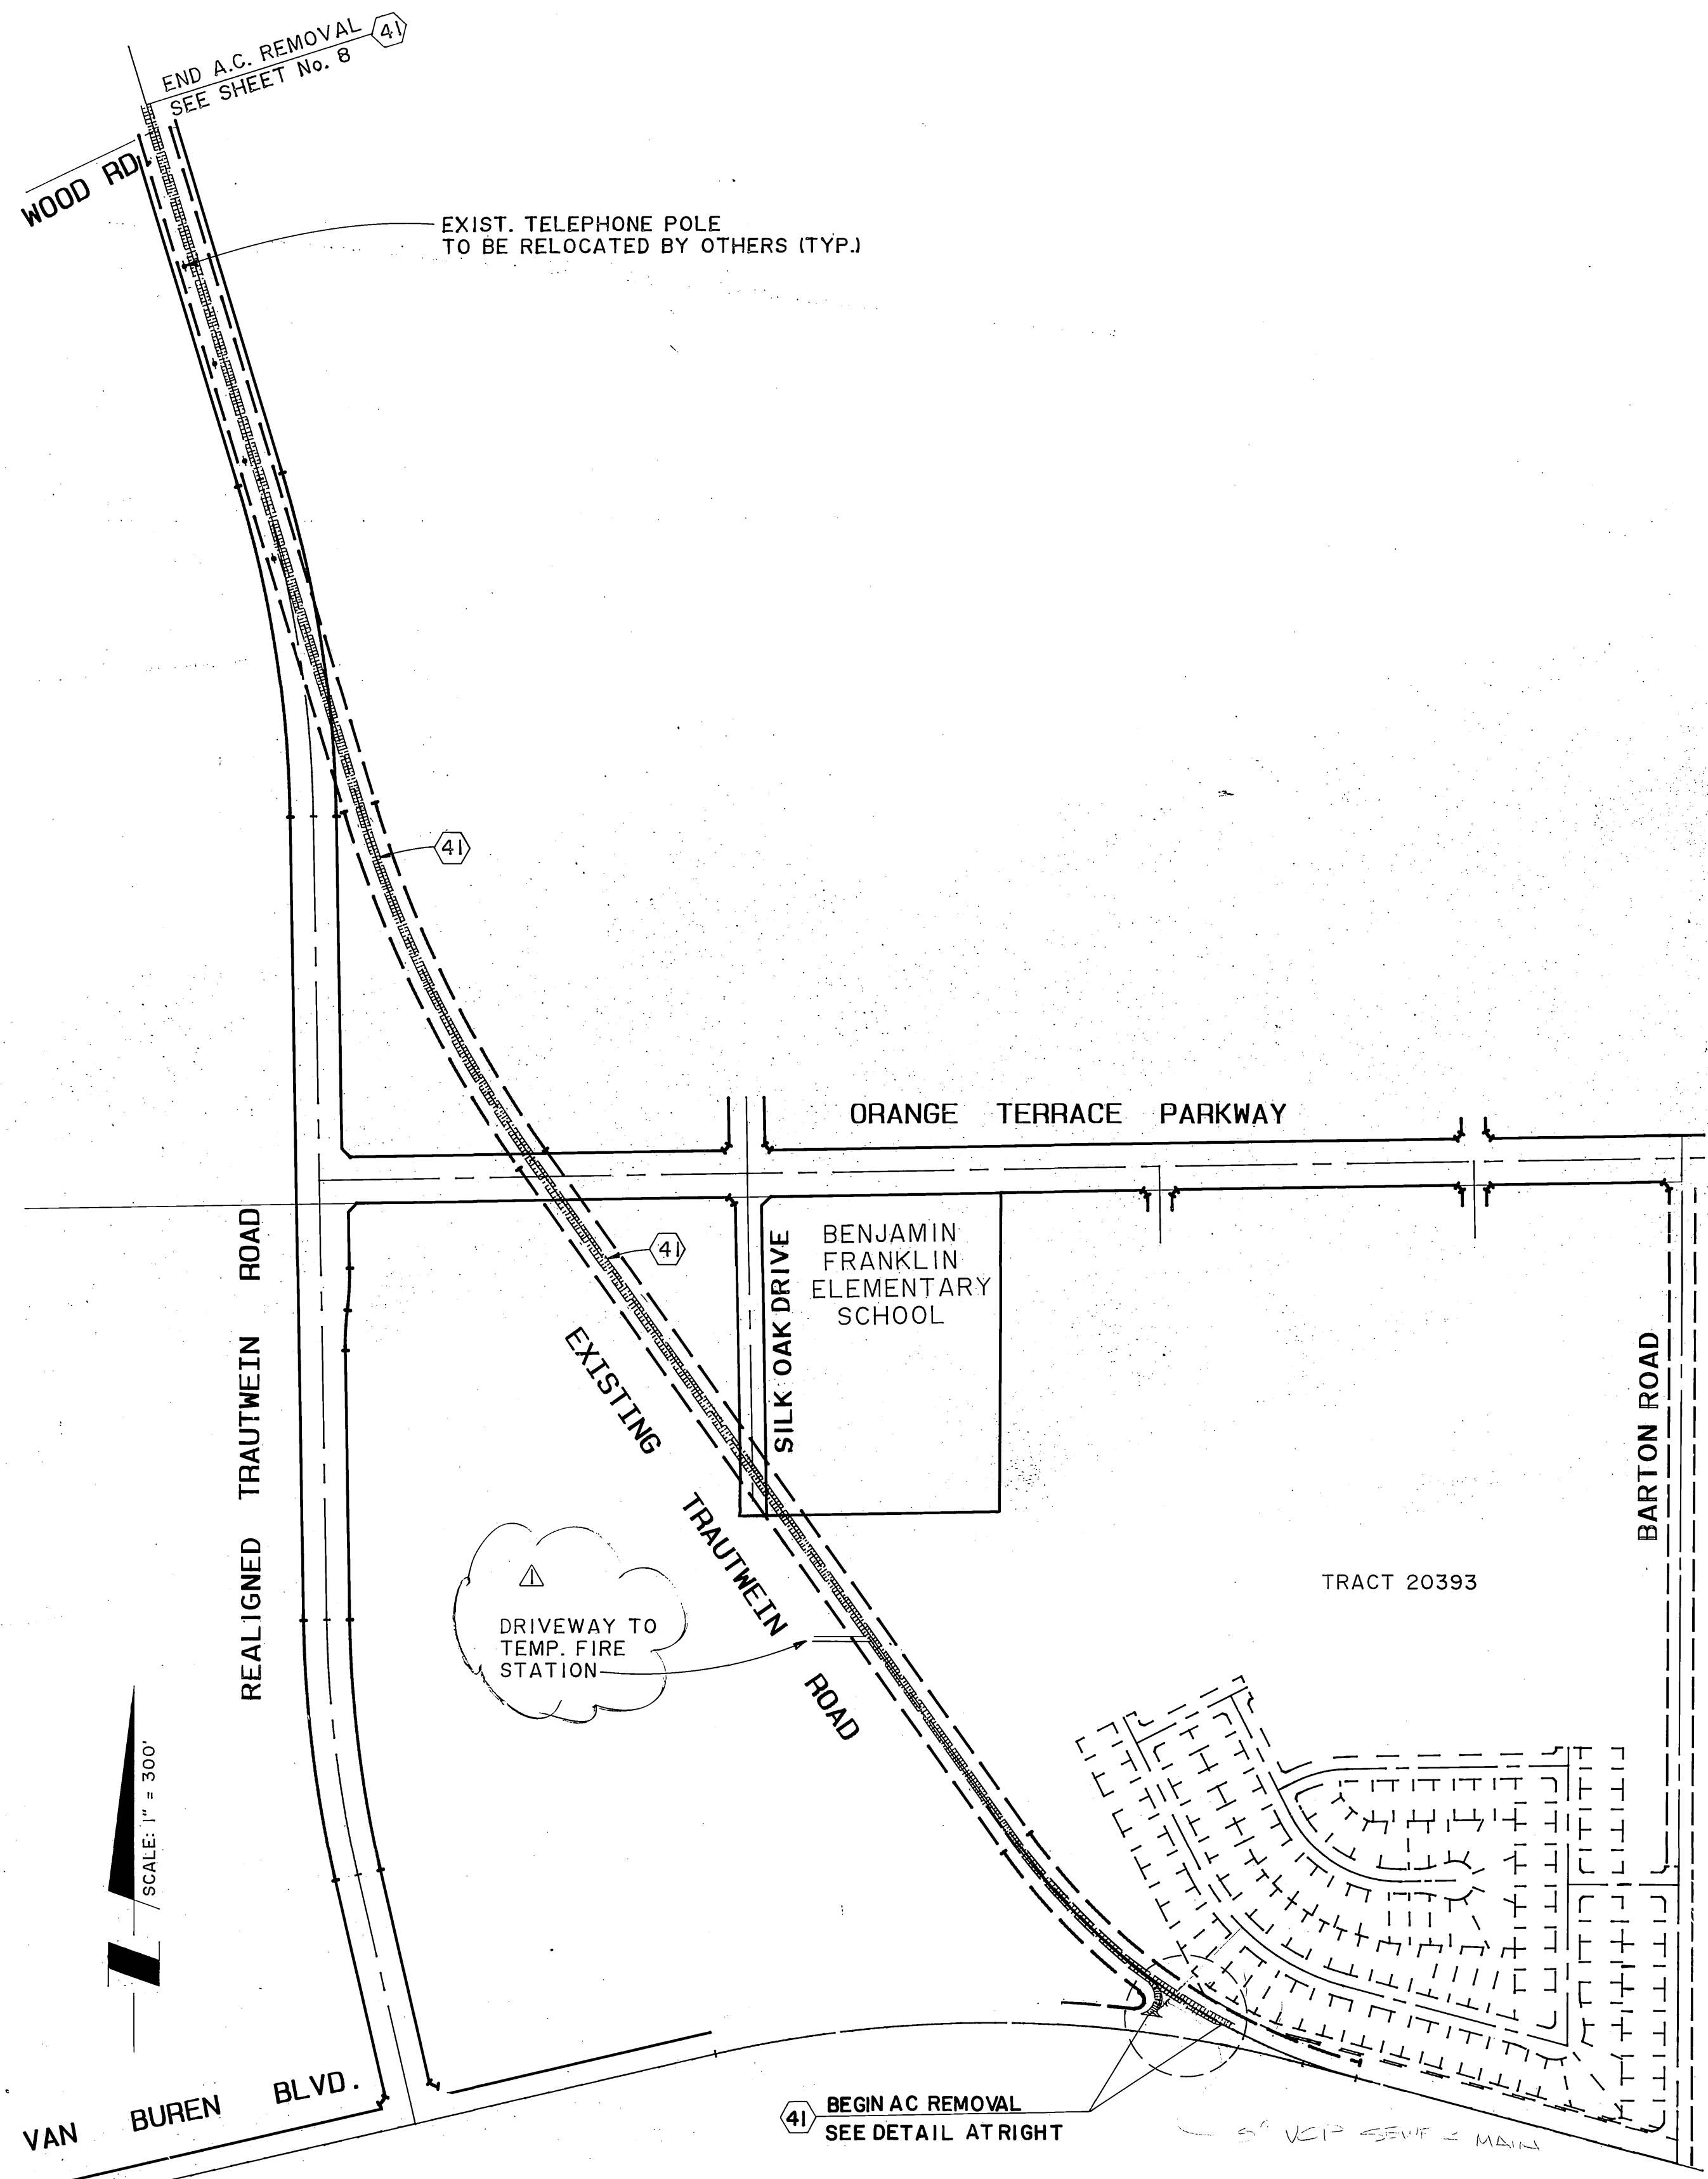 END A.C. REMOVAL
41
SEE SHEET No. 8
WOOD RD.
EXIST. TELEPHONE POLE
TO BE RELOCATED BY OTHERS (TYP.)
41
ORANGE TERRACE PARKWAY
41
BENJAMIN
FRANKLIN
ELEMENTARY
SCHOOL
SILK OAK DRIVE
REALIGNED TRAUTWEIN ROAD
EXISTING TRAUTWEIN ROAD
BARTON ROAD
TRACT 20393
1
DRIVEWAY TO
TEMP. FIRE
STATION
SCALE: 1" = 300'
VAN BUREN BLVD.
41
BEGIN AC REMOVAL
SEE DETAIL AT RIGHT
VCP
MAIN